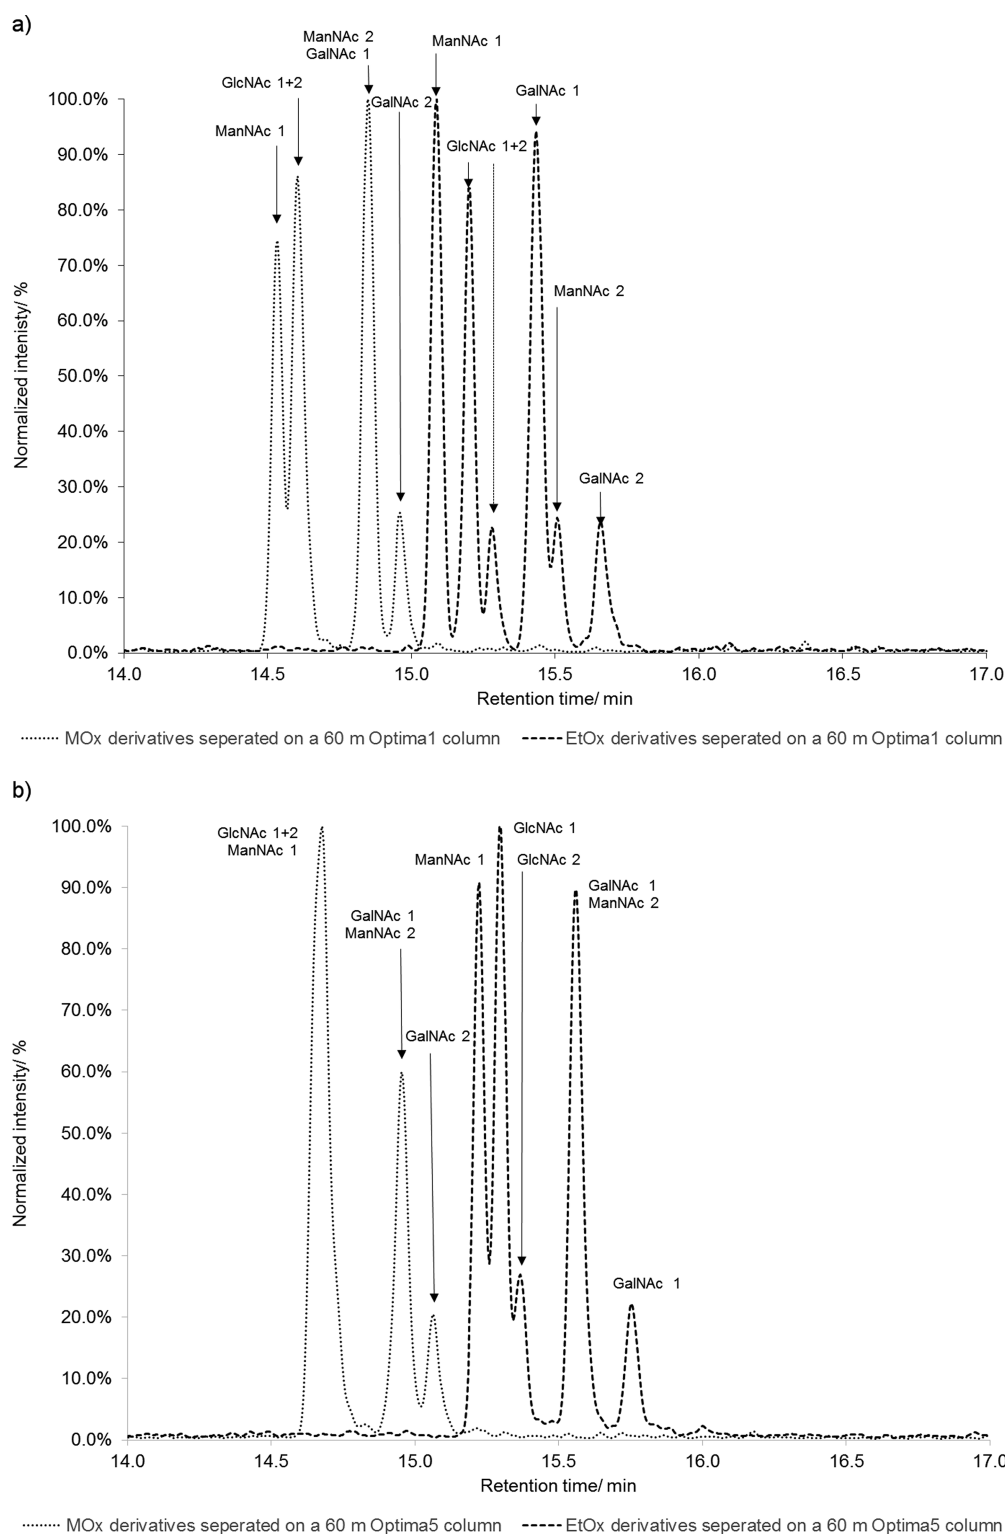 a)
ManNAc 2
GalNAc 1
ManNAc 1
GlcNAc 1+2
GalNAc 1
GalNAc 2
ManNAc 1
GlcNAc 1+2
ManNAc 2
GalNAc 2
100.0%
90.0%
80.0%
70.0%
60.0%
50.0%
40.0%
30.0%
20.0%
10.0%
0.0%
Normalized intenisty/ %
14.0 14.5 15.0 15.5 16.0 16.5 17.0
Retention time/ min
MOx derivatives seperated on a 60 m Optima1 column EtOx derivatives seperated on a 60 m Optima1 column
b)
GlcNAc 1+2
ManNAc 1
GalNAc 1
ManNAc 2
GalNAc 2
ManNAc 1
GlcNAc 1
GlcNAc 2
GalNAc 1
ManNAc 2
GalNAc 1
100.0%
90.0%
80.0%
70.0%
60.0%
50.0%
40.0%
30.0%
20.0%
10.0%
0.0%
Normalized intensity/ %
14.0 14.5 15.0 15.5 16.0 16.5 17.0
Retention time/ min
MOx derivatives seperated on a 60 m Optima5 column EtOx derivatives seperated on a 60 m Optima5 column